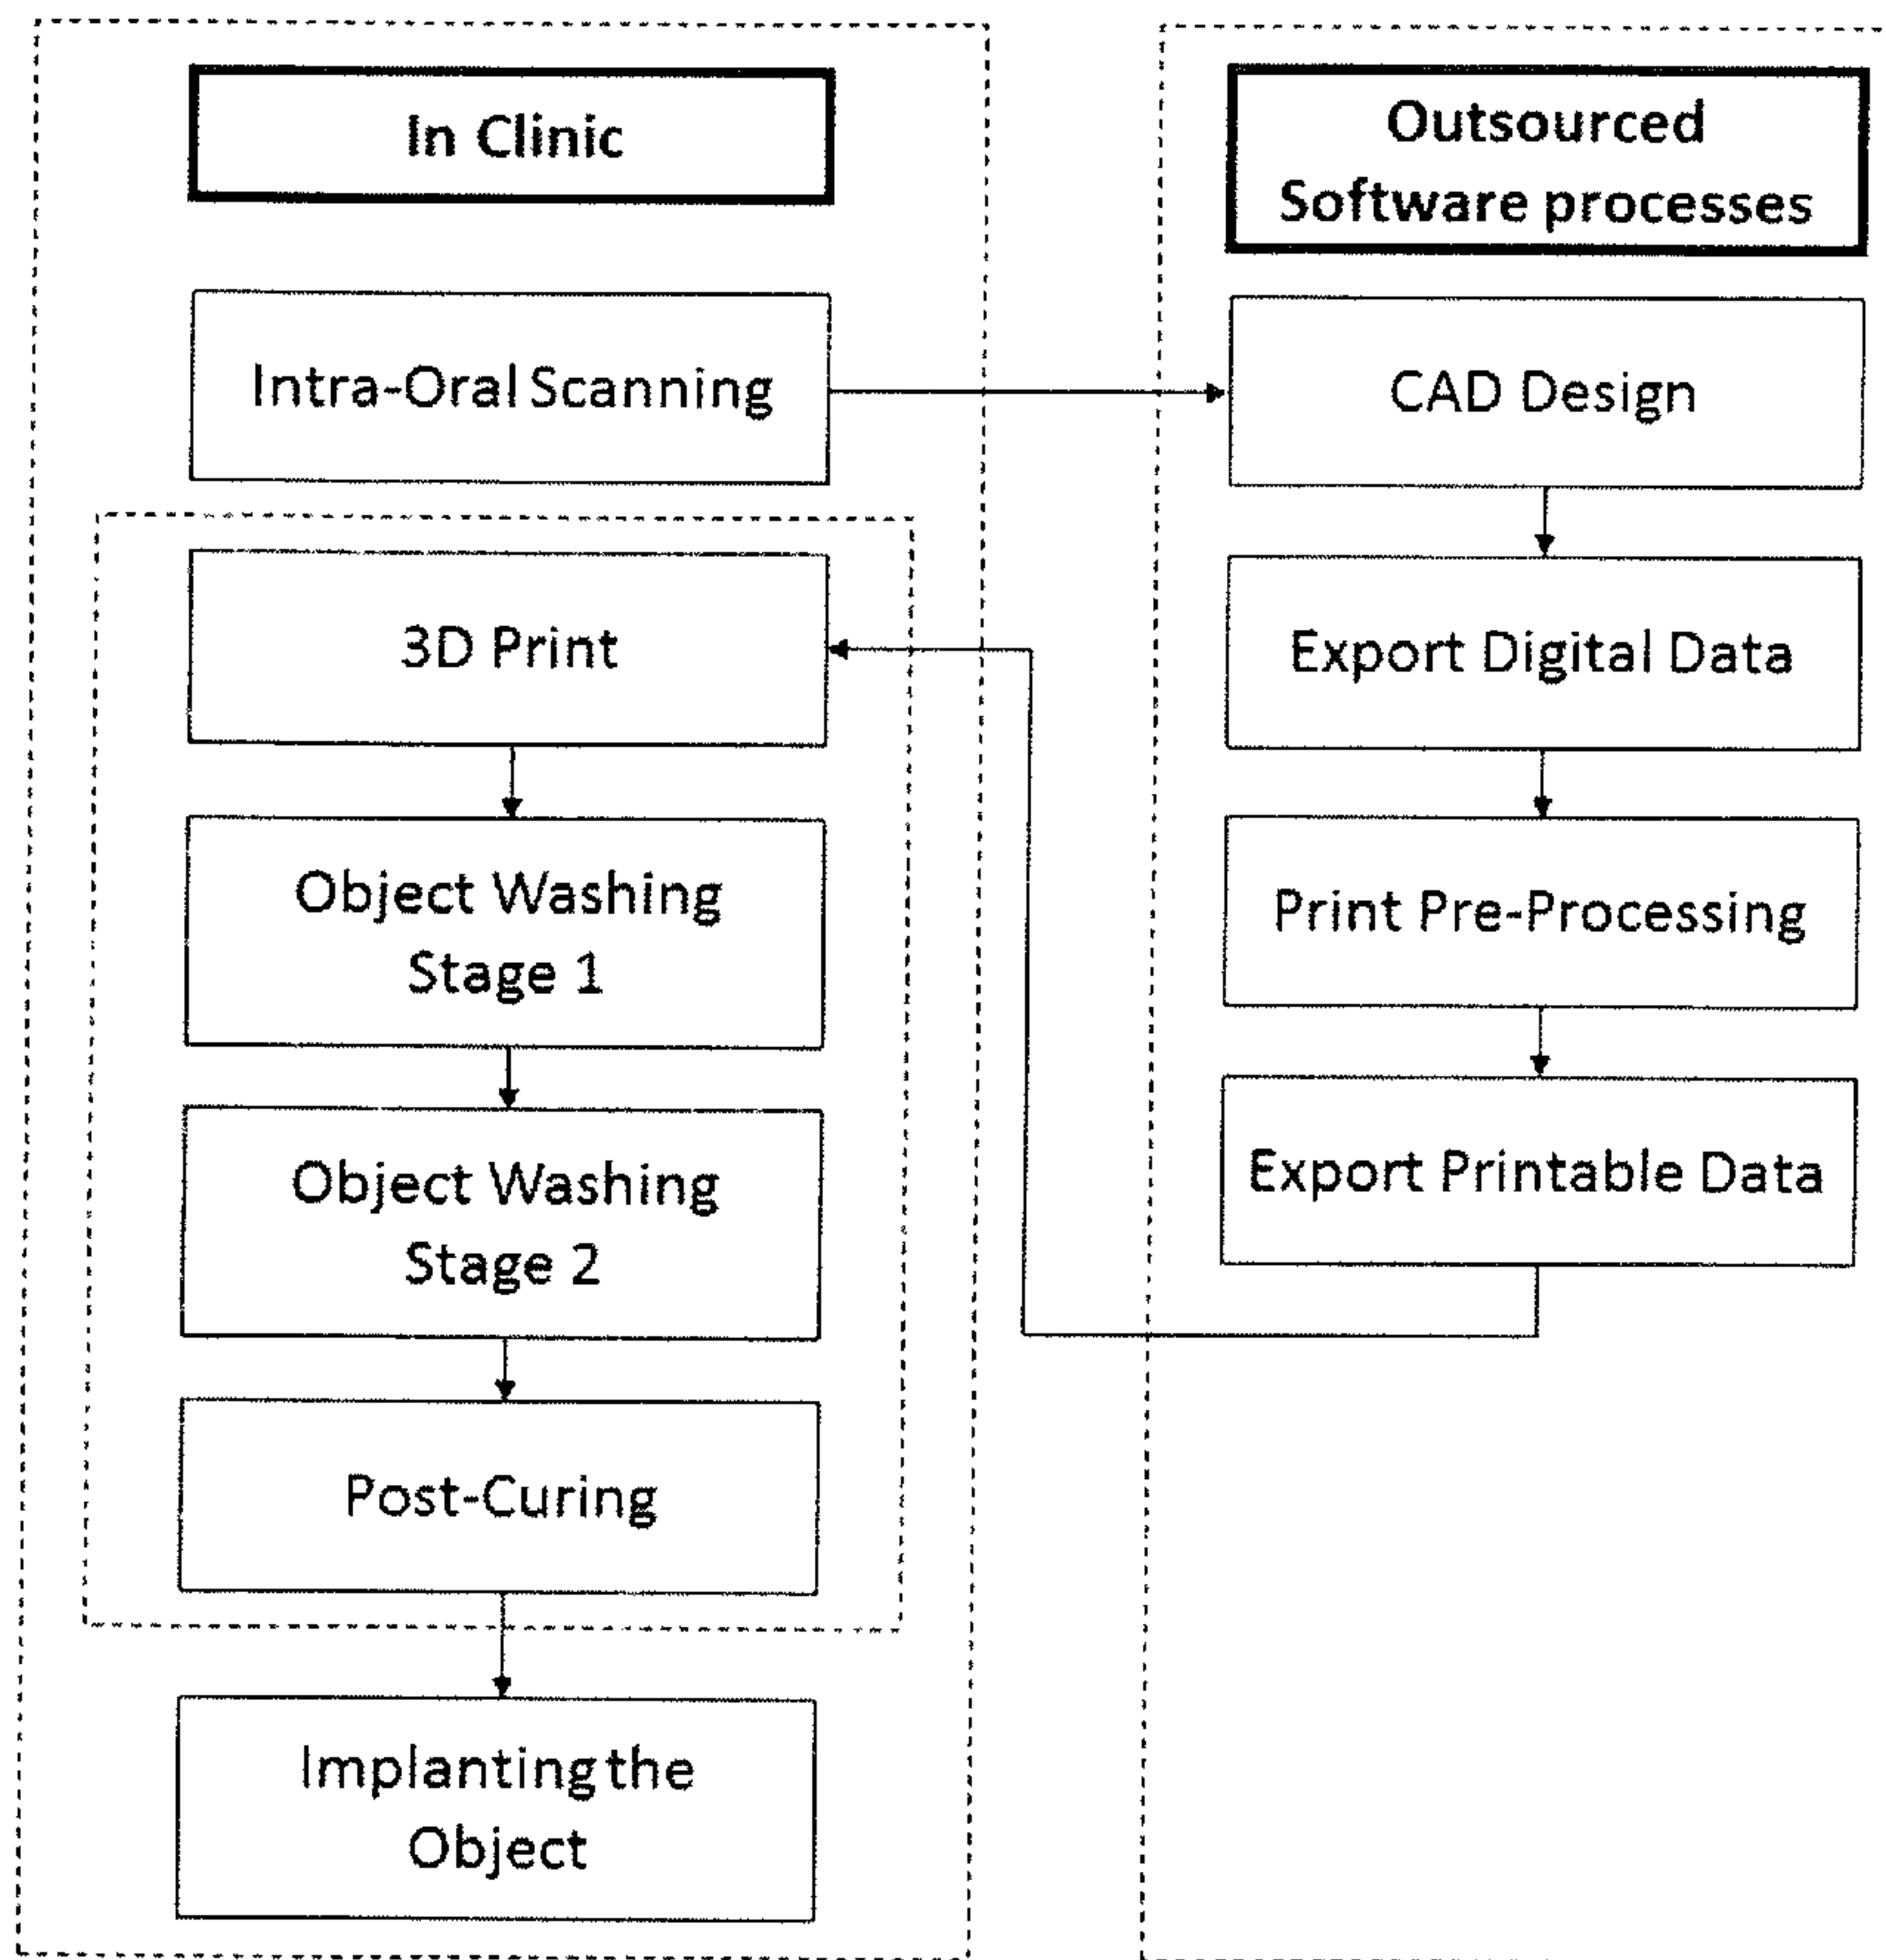 In Clinic
Intra-Oral Scanning
3D Print
Object Washing
Stage 1
Object Washing
Stage 2
Post-Curing
Implanting the
Object
Outsourced
Software processes
CAD Design
Export Digital Data
Print Pre-Processing
Export Printable Data